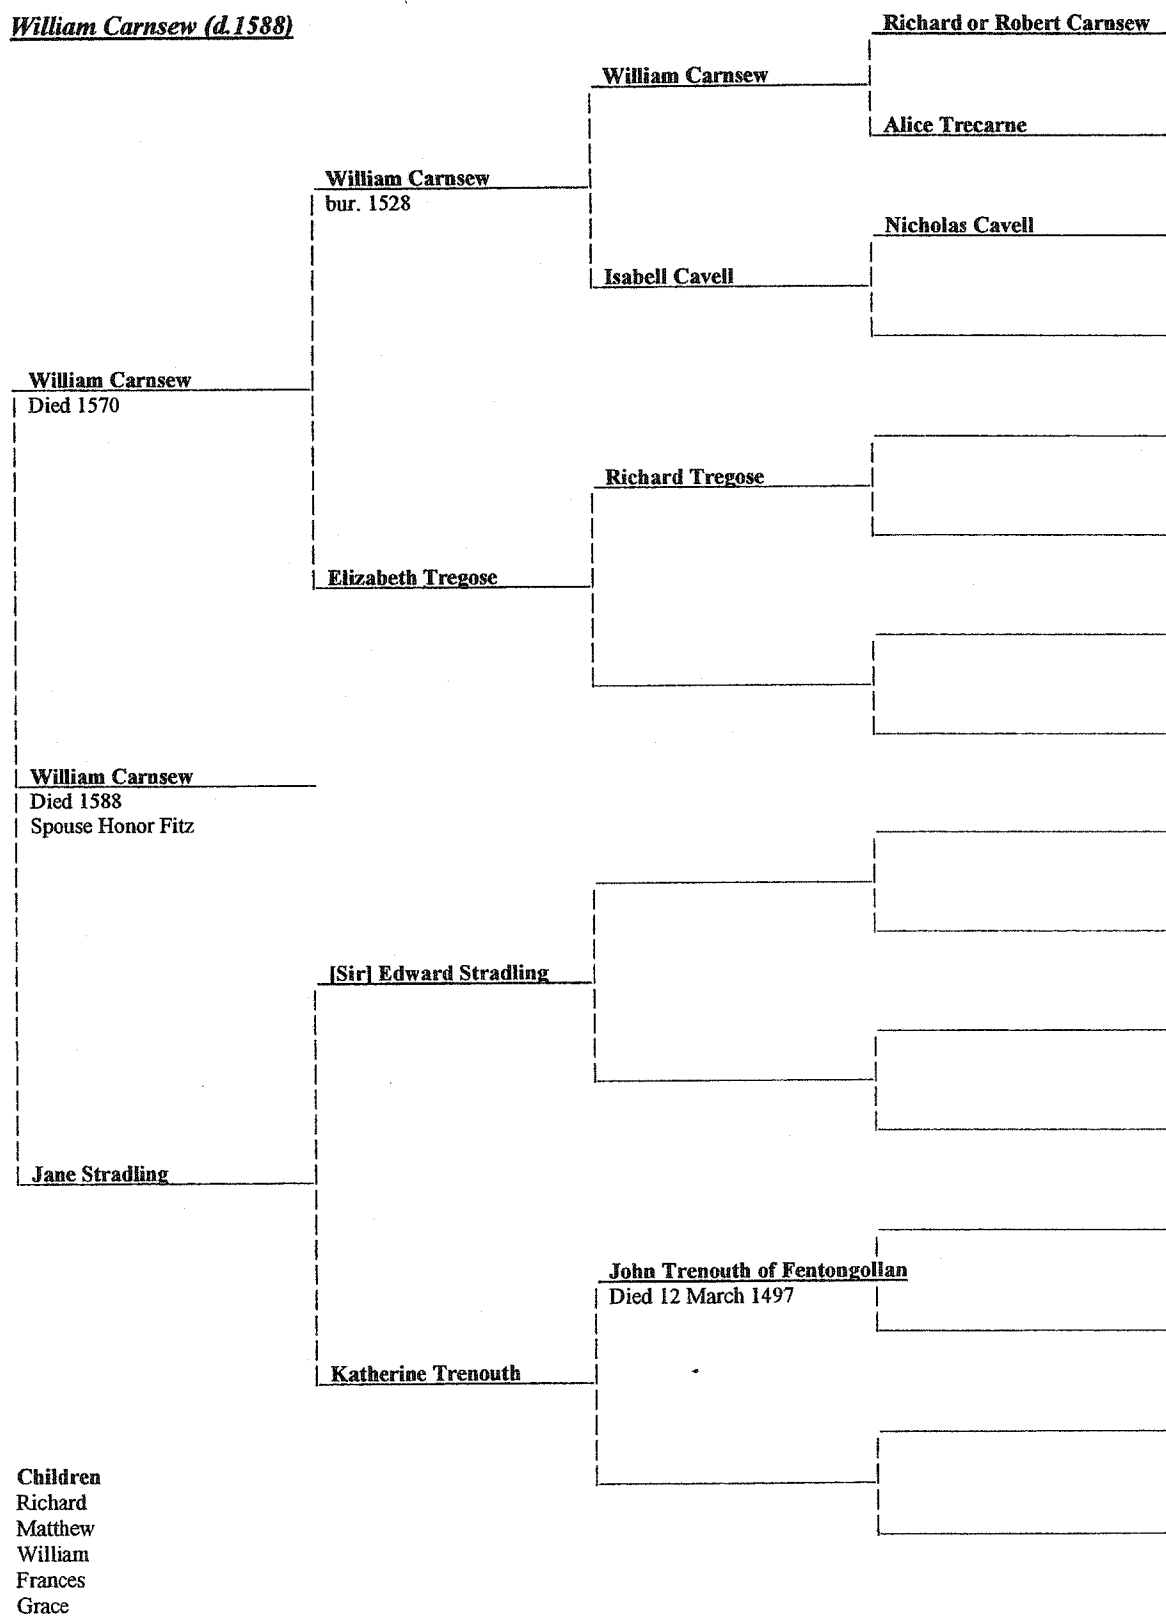 William Carnsew (d.1588)
Richard or Robert Carnsew
William Carnsew
Alice Trecarne
William Carnsew
bur. 1528
Nicholas Cavell
Isabell Cavell
William Carnsew
Died 1570
Richard Tregose
Elizabeth Tregose
William Carnsew
Died 1588
Spouse Honor Fitz
[Sir] Edward Stradling
Jane Stradling
John Trenouth of Fentongollan
Died 12 March 1497
Katherine Trenouth
Children
Richard
Matthew
William
Frances
Grace